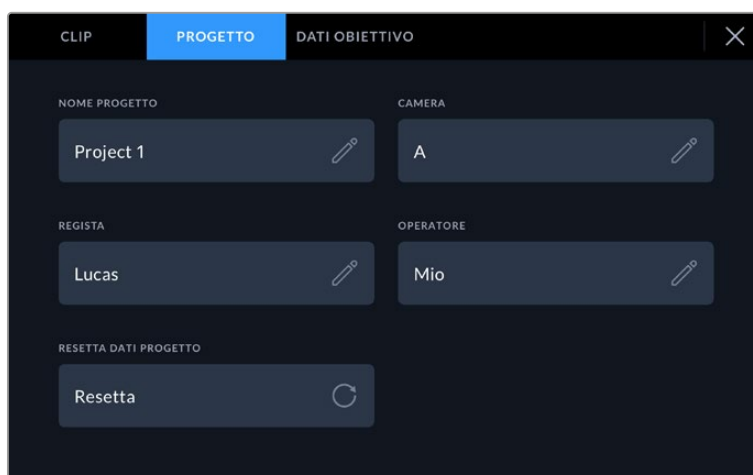 CLIP PROGETTO DATI OBIETTIVO
NOME PROGETTO CAMERA
Project 1 A
REGISTA OPERATORE
Lucas Mio
RESETTA DATI PROGETTO
Resetta